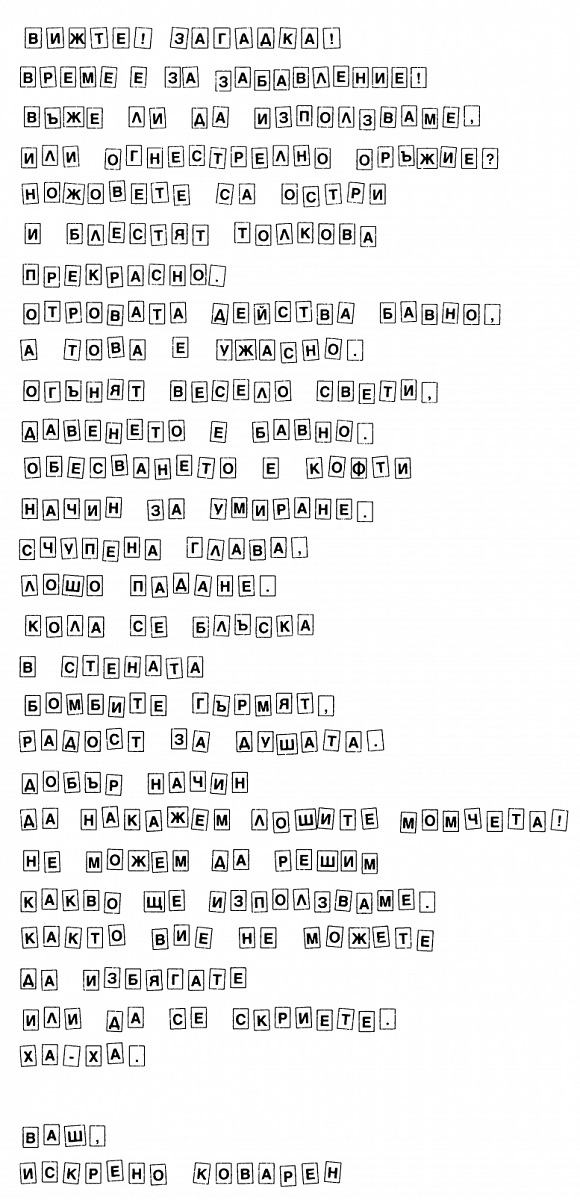 ВИЖТЕ! ЗАГАДКА!
ВРЕМЕ Е ЗА ЗАБАВЛЕНИЕ!
ВЪЖЕ ЛИ ДА ИЗПОЛЗВАМЕ,
ИЛИ ОГНЕСТРЕЛНО ОРЪЖИЕ?
НОЖОВЕТЕ СА ОСТРИ
И БЛЕСТЯТ ТОЛКОВА
ПРЕКРАСНО.
ОТРОВАТА ДЕЙСТВА БАВНО,
А ТОВА Е УЖАСНО.
ОГЪНЯТ ВЕСЕЛО СВЕТИ,
ДАВЕНЕТО Е БАВНО.
ОБЕСВАНЕТО Е КОФТИ
НАЧИН ЗА УМИРАНЕ.
СЧУПЕНА ГЛАВА,
ЛОШО ПАДАНЕ.
КОЛА СЕ БЛЪСКА
В СТЕНАТА
БОМБИТЕ ГЪРМЯТ,
РАДОСТ ЗА ДУШАТА.
ДОБЪР НАЧИН
ДА НАКАЖЕМ ЛОШИТЕ МОМЧЕТА!
НЕ МОЖЕМ ДА РЕШИМ
КАКВО ЩЕ ИЗПОЛЗВАМЕ.
КАКТО ВИЕ НЕ МОЖЕТЕ
ДА ИЗБЯГАТЕ
ИЛИ ДА СЕ СКРИЕТЕ.
ХА-ХА.
ВАШ,
ИСКРЕНО КОВАРЕН